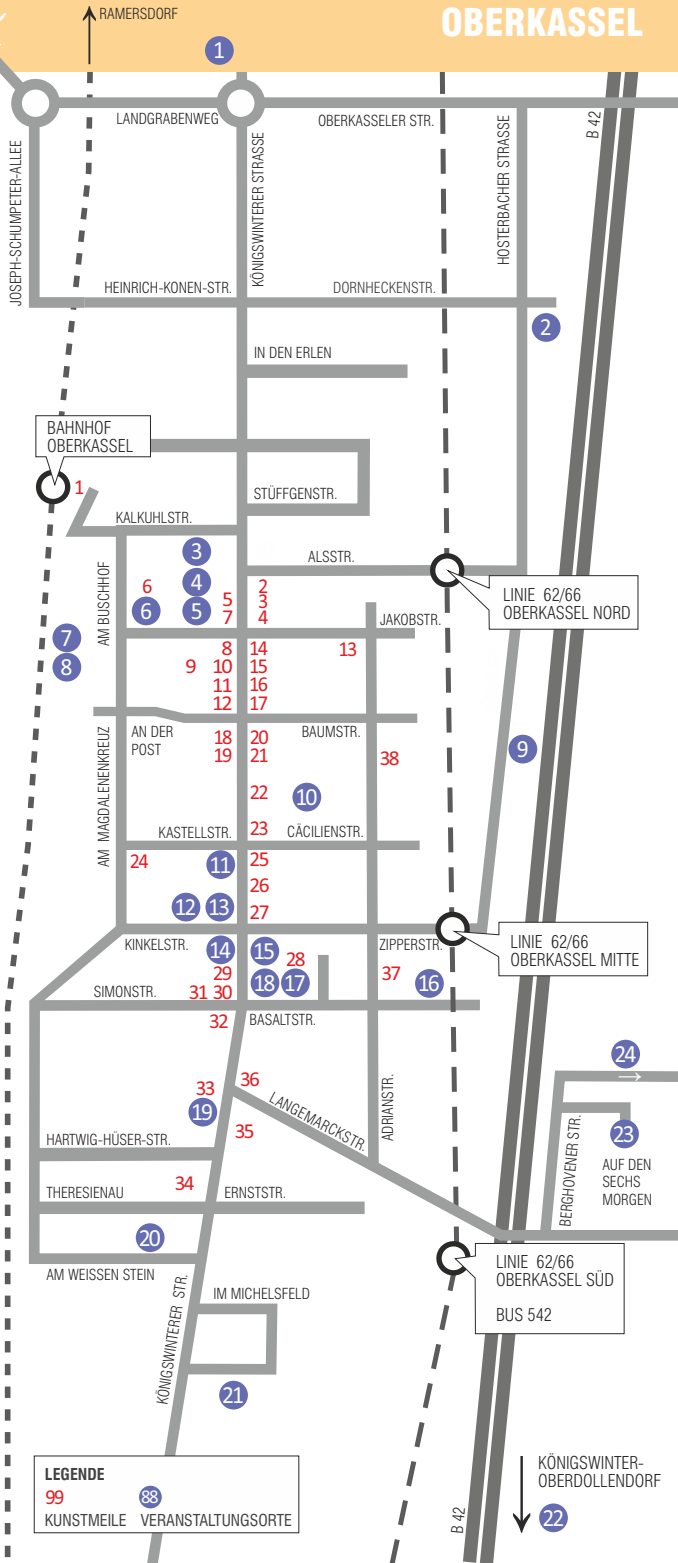 RAMERSDORF
OBERKASSEL
1
LANDGRABENWEG
OBERKASSELER STR.
B 42
JOSEPH-SCHUMPETER-ALLEE
KÖNIGSWINTERER STRASSE
HOSTERBACHER STRASSE
HEINRICH-KONEN-STR.
DORNHECKENSTR.
2
IN DEN ERLEN
BAHNHOF
OBERKASSEL
1
STÜFFGENSTR.
KALKUHLSTR.
3
ALSSTR.
AM BUSCHHOF
6
4
2
5
3
6
5
7
4
LINIE 62/66
OBERKASSEL NORD
JAKOBSTR.
7
8
8
14
13
9
10
15
11
16
12
17
AN DER
POST
BAUMSTR.
18
20
19
21
38
9
AM MAGDALENENKREUZ
22
10
23
KASTELLSTR.
CÄCILIENSTR.
24
11
25
26
12
13
27
KINKELSTR.
ZIPPERSTR.
LINIE 62/66
OBERKASSEL MITTE
14
15
28
29
37
16
18
17
SIMONSTR.
31 30
32
BASALTSTR.
24
→
33
36
19
LANGEMARCKSTR.
ADRIANSTR.
35
HARTWIG-HÜSER-STR.
BERGHOVENER STR.
23
AUF DEN
SECHS
MORGEN
34
THERESIENAU
ERNSTSTR.
20
AM WEISSEN STEIN
LINIE 62/66
OBERKASSEL SÜD
BUS 542
KÖNIGSWINTERER STR.
IM MICHELSFELD
21
LEGENDE
99
88
KUNSTMEILE
VERANSTALTUNGSORTE
B 42
KÖNIGSWINTER-
OBERDOLLENDORF
22